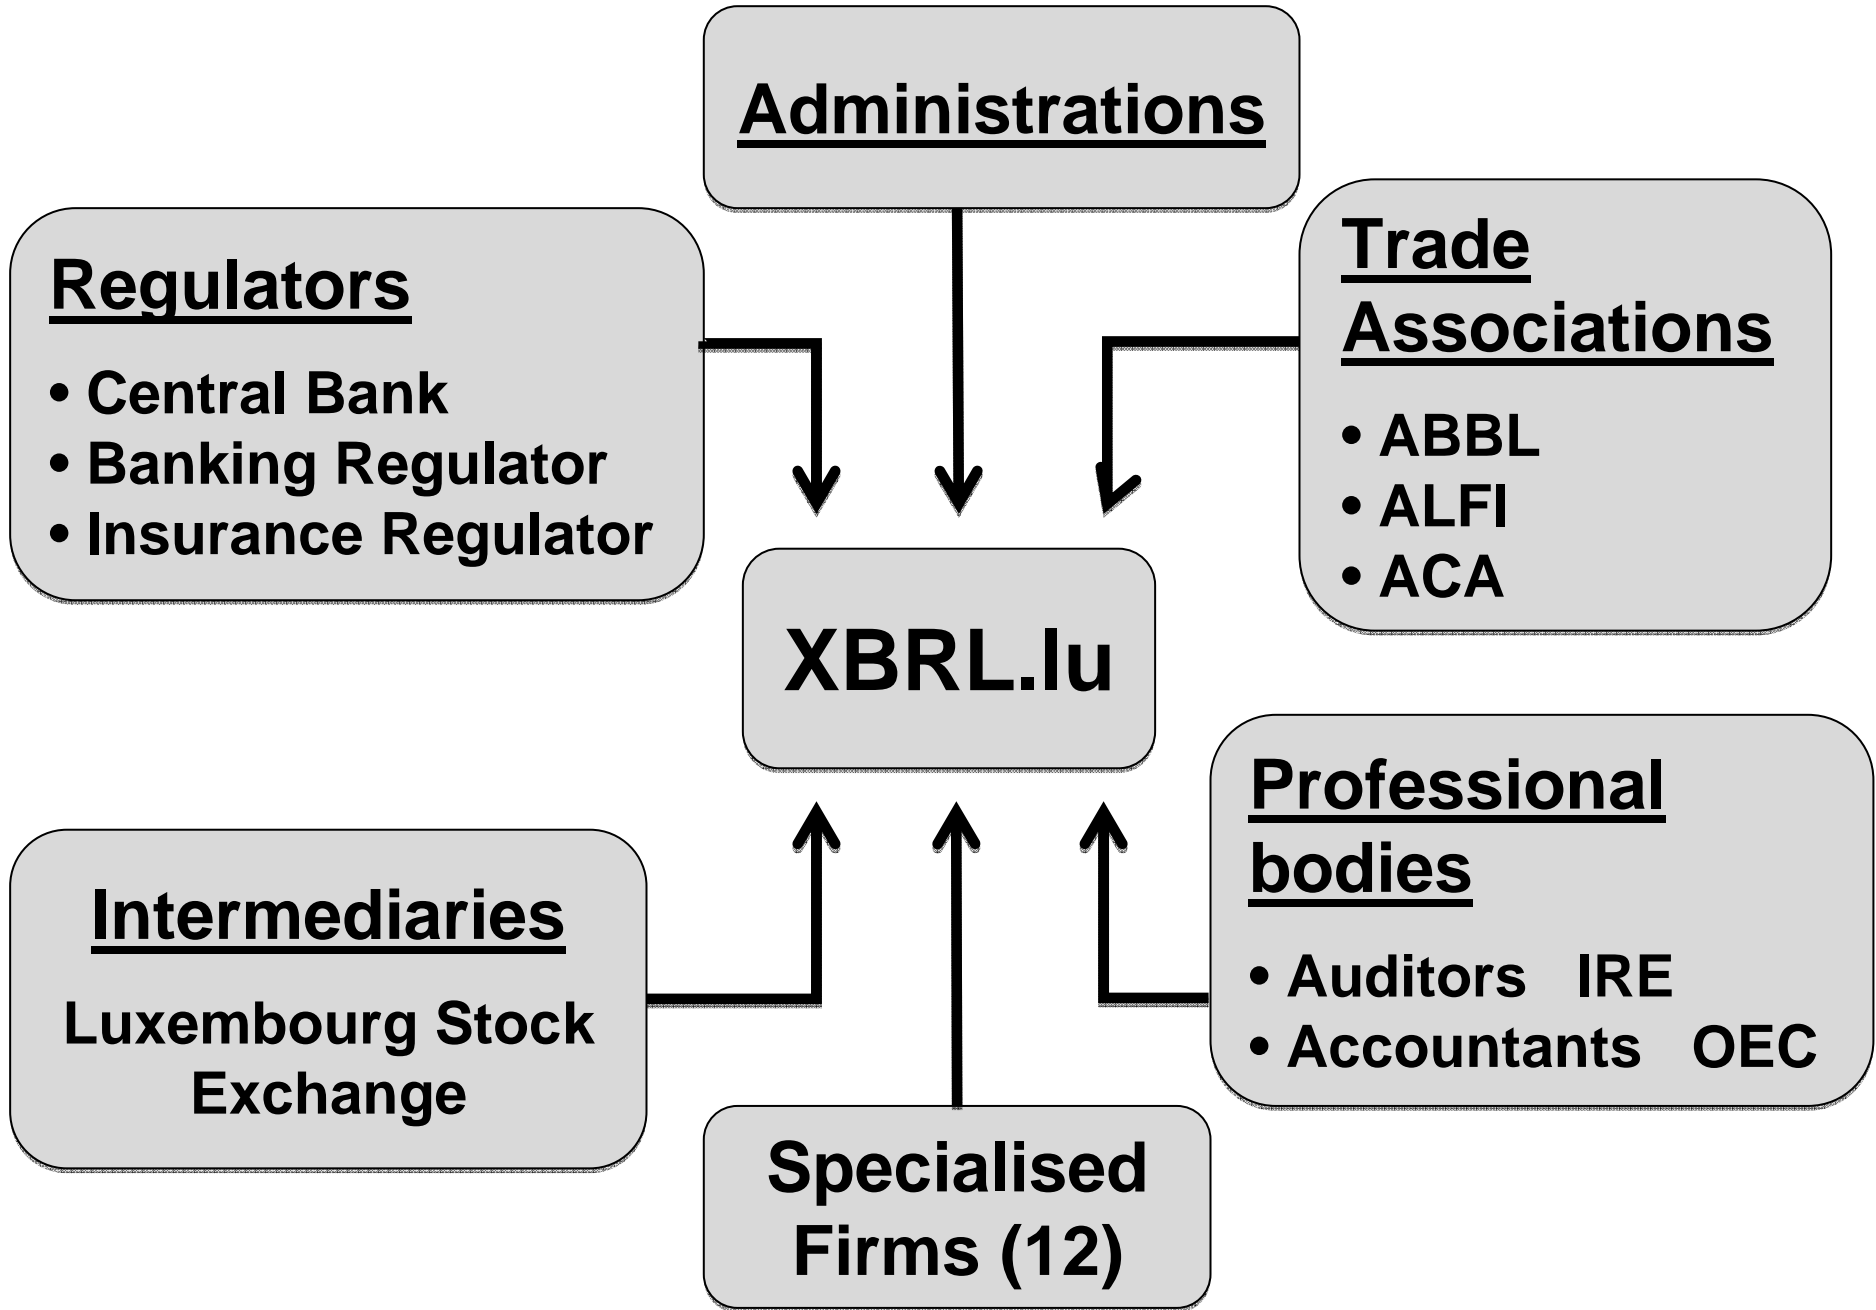 Administrations
Regulators
• Central Bank
• Banking Regulator
• Insurance Regulator
Trade
Associations
• ABBL
• ALFI
• ACA
XBRL.lu
Intermediaries
Luxembourg Stock
Exchange
Specialised
Firms (12)
Professional
bodies
• Auditors IRE
• Accountants OEC